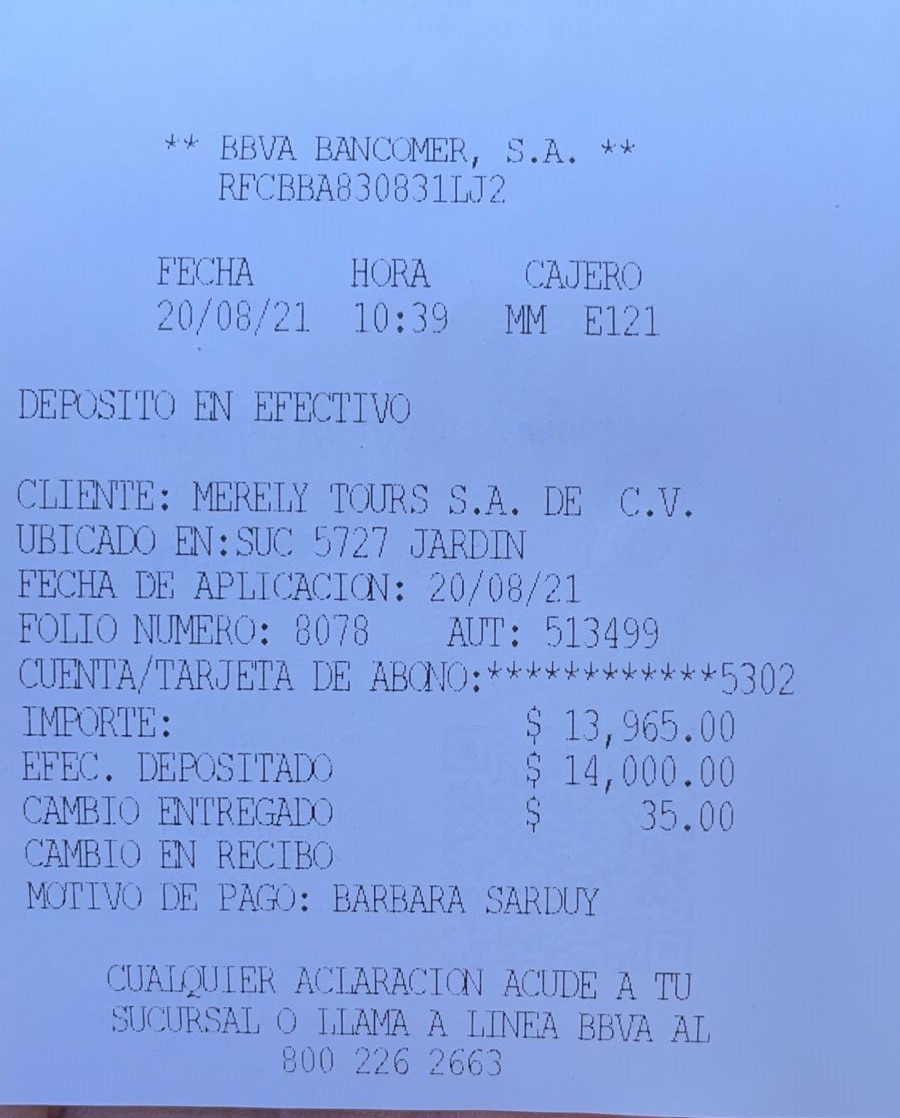 ** BBVA BANCOMER, S.A. **
RFCBBA830831LJ2
FECHA HORA CAJERO
20/08/21 10:39 MM E121
DEPOSITO EN EFECTIVO
CLIENTE: MERELY TOURS S.A. DE C.V.
UBICADO EN:SUC 5727 JARDIN
FECHA DE APLICACION: 20/08/21
FOLIO NUMERO: 8078 AUT: 513499
CUENTA/TARJETA DE ABONO:************5302
IMPORTE: $ 13,965.00
EFEC. DEPOSITADO $ 14,000.00
CAMBIO ENTREGADO $ 35.00
CAMBIO EN RECIBO
MOTIVO DE PAGO: BARBARA SARDUY
CUALQUIER ACLARACION ACUDE A TU
SUCURSAL O LLAMA A LINEA BBVA AL
800 226 2663